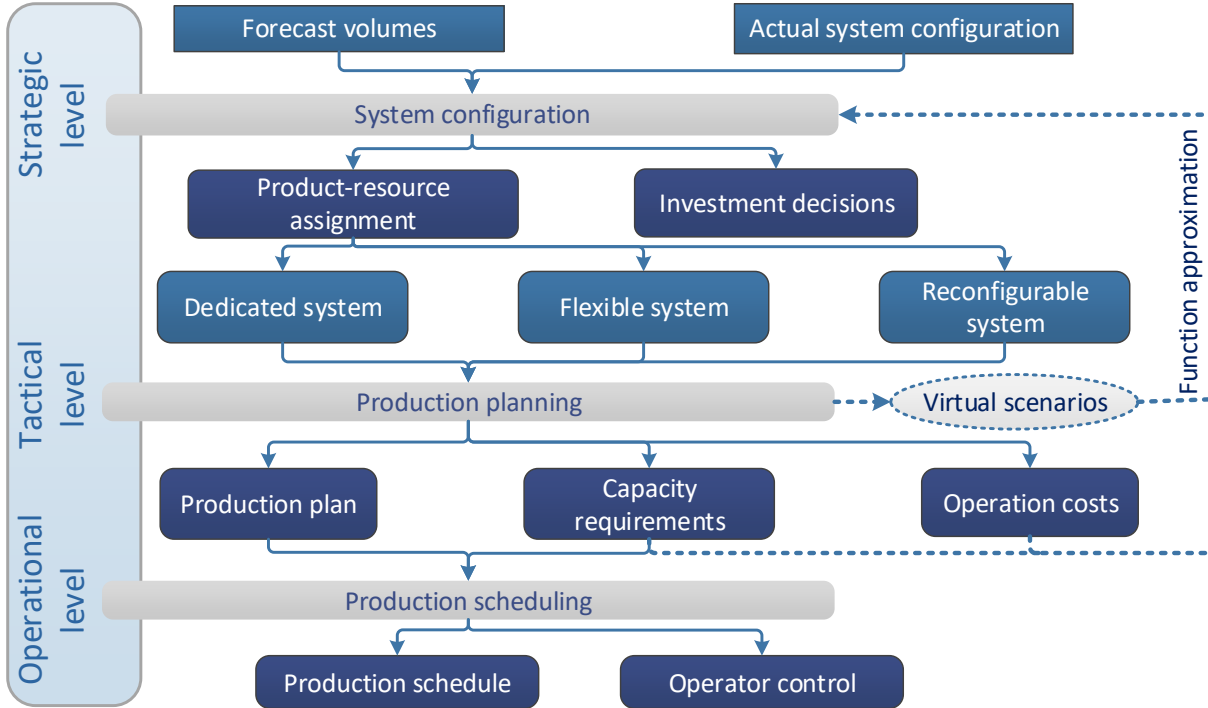 Strategic
level
Tactical
level
Operational
level
Forecast volumes
Actual system configuration
System configuration
Product-resource
assignment
Investment decisions
Dedicated system
Flexible system
Reconfigurable
system
Function approximation
Production planning
Virtual scenarios
Production plan
Capacity
requirements
Operation costs
Production scheduling
Production schedule
Operator control